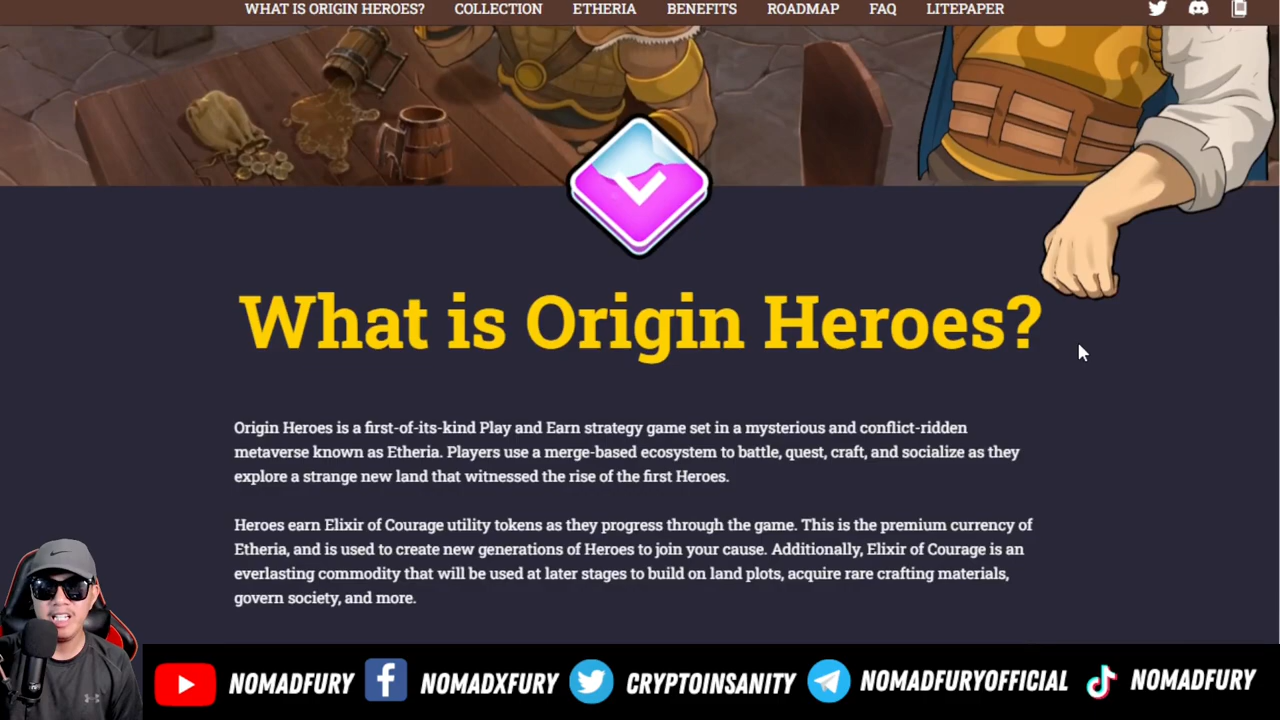 WHAT IS ORIGIN HEROES? COLLECTION ETHERIA BENEFITS ROADMAP FAQ LITEPAPER
What is Origin Heroes?
Origin Heroes is a first-of-its-kind Play and Earn strategy game set in a mysterious and conflict-ridden
metaverse known as Etheria. Players use a merge-based ecosystem to battle, quest, craft, and socialize as they
explore a strange new land that witnessed the rise of the first Heroes.
Heroes earn Elixir of Courage utility tokens as they progress through the game. This is the premium currency of
Etheria, and is used to create new generations of Heroes to join your cause. Additionally, Elixir of Courage is an
everlasting commodity that will be used at later stages to build on land plots, acquire rare crafting materials,
govern society, and more.
NOMADFURY NOMADXFURY CRYPTOINSANITY NOMADFURYOFFICIAL NOMADFURY